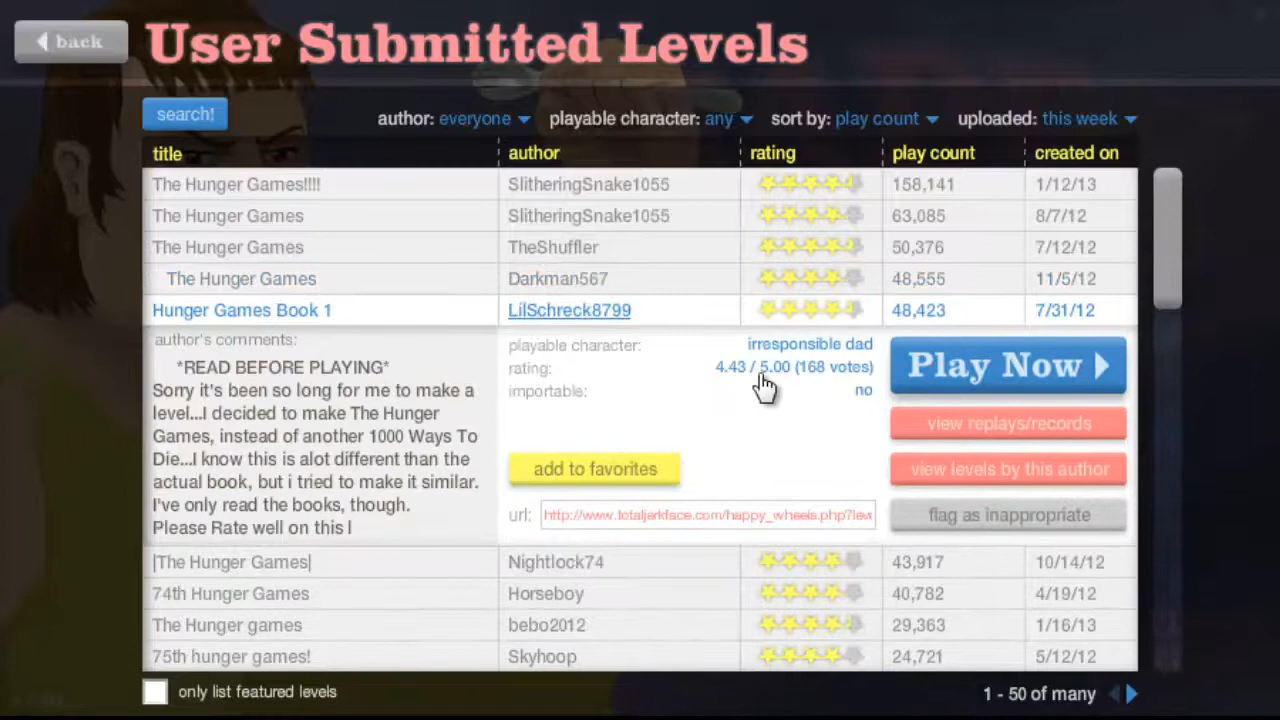 back
User Submitted Levels
search!
author: everyone
playable character: any
sort by: play count
uploaded: this week
title author rating play count created on
The Hunger Games!!!! SlitheringSnake1055 158,141 1/12/13
The Hunger Games SlitheringSnake1055 63,085 8/7/12
The Hunger Games TheShuffler 50,376 7/12/12
The Hunger Games Darkman567 48,555 11/5/12
Hunger Games Book 1 LilSchreck8799 48,423 7/31/12
author's comments:
*READ BEFORE PLAYING*
Sorry it's been so long for me to make a
level...I decided to make The Hunger
Games, instead of another 1000 Ways To
Die...I know this is alot different than the
actual book, but i tried to make it similar.
I've only read the books, though.
Please Rate well on this l
playable character: irresponsible dad
rating: 4.43 / 5.00 (168 votes)
importable: no
add to favorites
url: http://www.totaljerkface.com/happy_wheels.php?lev
Play Now
view replays/records
view levels by this author
flag as inappropriate
|The Hunger Games| Nightlock74 43,917 10/14/12
74th Hunger Games Horseboy 40,782 4/19/12
The Hunger games bebo2012 29,363 1/16/13
75th hunger games! Skyhoop 24,721 5/12/12
only list featured levels
1 - 50 of many